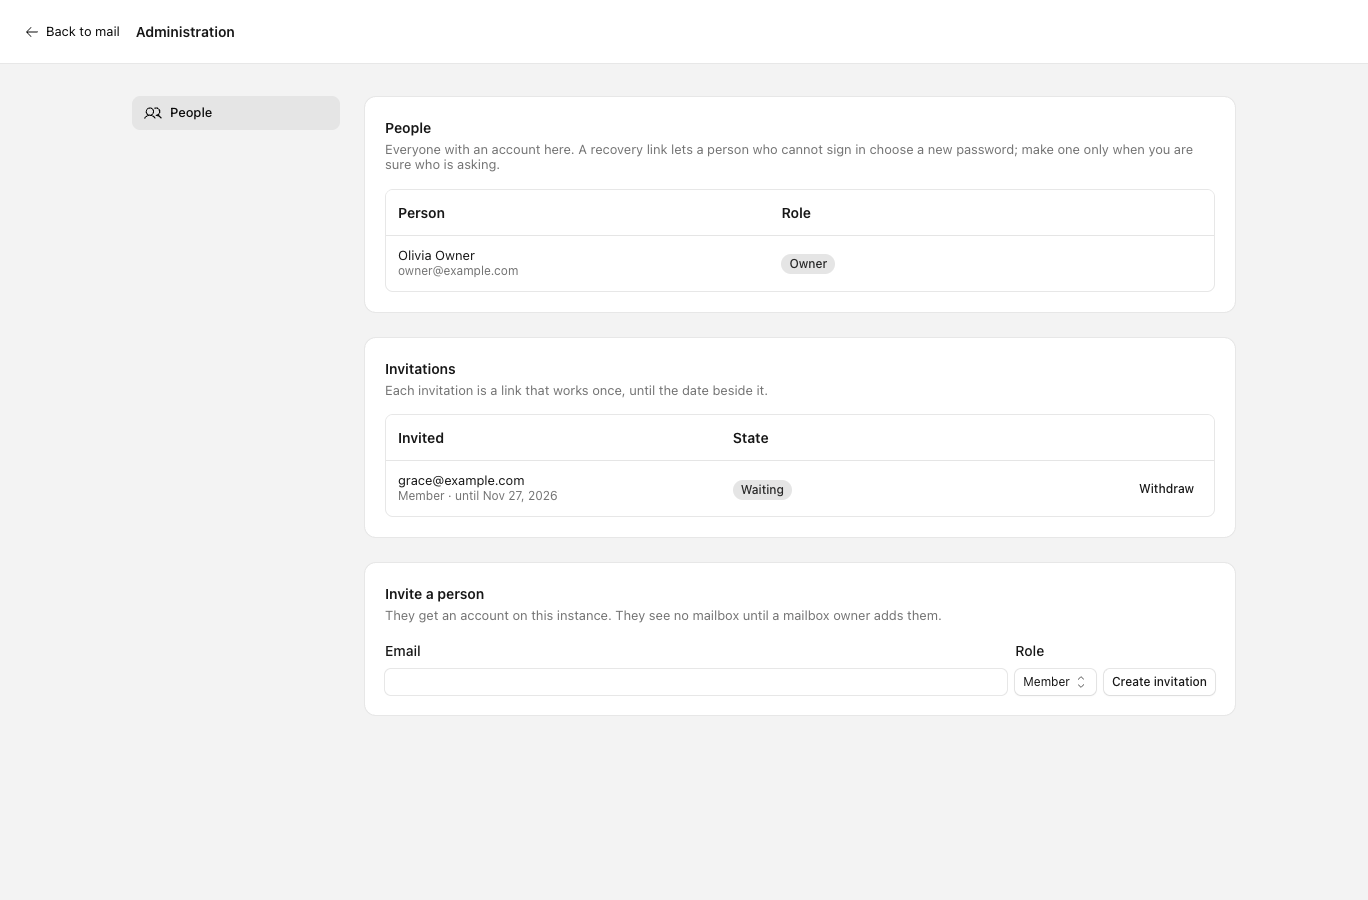 Back to mail
Administration
People
People
Everyone with an account here. A recovery link lets a person who cannot sign in choose a new password; make one only when you are
sure who is asking.
Person Role
Olivia Owner
owner@example.com
Owner
Invitations
Each invitation is a link that works once, until the date beside it.
Invited State
grace@example.com
Member · until Nov 27, 2026
Waiting
Withdraw
Invite a person
They get an account on this instance. They see no mailbox until a mailbox owner adds them.
Email Role
Member Create invitation